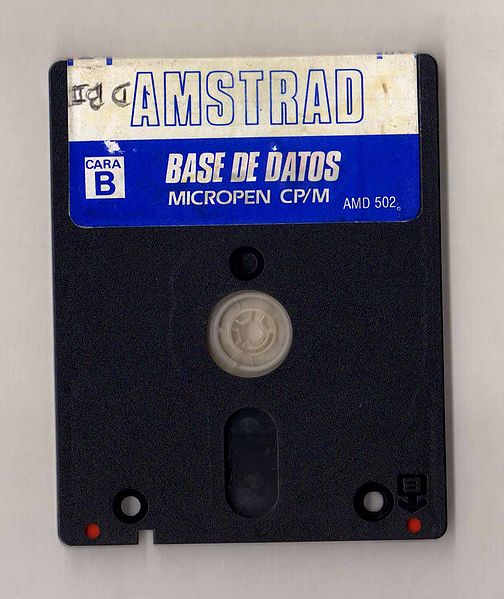 AMSTRAD
CARA
B
BASE DE DATOS
MICROPEN CP/M
AMD 502
B